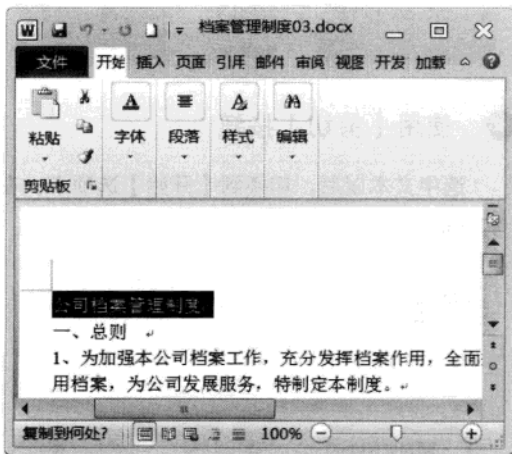 档案管理制度03.docx
文件 开始 插入 页面 引用 邮件 审阅 视图 开发 加载
粘贴 字体 段落 样式 编辑
剪贴板
公司档案管理制度
一、总则
1、为加强本公司档案工作，充分发挥档案作用，全面
用档案，为公司发展服务，特制定本制度。
复制到何处? 100%